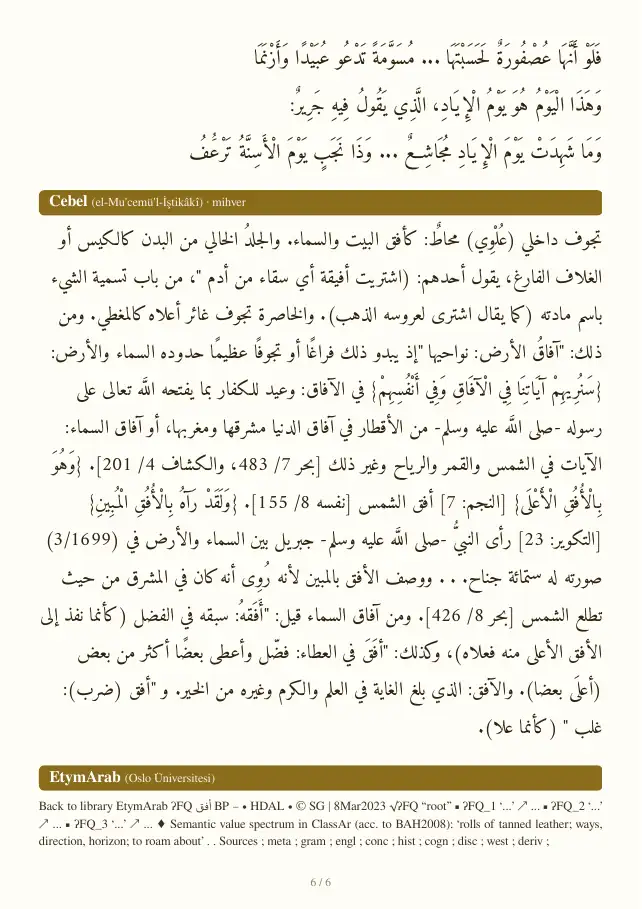 فَلَوْ أَنَّهَا عُصْفُورَةٌ لَحَسَبْتَهَا ... مُسَوَّمَةً تَدْعُو عُبَيْدًا وَأَزْنَمَا
وَهَذَا الْيَوْمُ هُوَ يَوْمُ الْإِيَادِ، الَّذِي يَقُولُ فِيهِ جَرِيرٌ:
وَمَا شَهِدَتْ يَوْمَ الْإِيَادِ مُجَاشِعٌ ... وَذَا نَجَبٍ يَوْمَ الْأَسِنَّةُ تَرْعُفُ
Cebel (el-Mu'cemü'l-İştikâkî) · mihver
تجوف داخلي (عُلْوِي) محاطٌ: كأفق البيت والسماء. والجلدُ الخالي من البدن كالكيس أو
الغلاف الفارغ، يقول أحدهم: (اشتريت أفيقة أي سقاء من أدم "، من باب تسمية الشيء
باسم مادته (كما يقال اشترى لعروسه الذهب). والخاصرة تجوف غائر أعلاه كالمغطي. ومن
ذلك: "آفاقُ الأرض: نواحيها "إذ يبدو ذلك فراغًا أو تجوفًا عظيمًا حدوده السماء والأرض:
{سَنُرِيهِمْ آيَاتِنَا فِي الْآفَاقِ وَفِي أَنْفُسِهِمْ} في الآفاق: وعيد للكفار بما يفتحه الله تعالى على
رسوله -صلى الله عليه وسلم- من الأقطار في آفاق الدنيا مشرقها ومغربها، أو آفاق السماء:
الآيات في الشمس والقمر والرياح وغير ذلك [بحر 7/ 483، والكشاف 4/ 201]. {وَهُوَ
بِالْأُفُقِ الْأَعْلَى} [النجم: 7] أفق الشمس [نفسه 8/ 155]. {وَلَقَدْ رَآهُ بِالْأُفُقِ الْمُبِينِ}
[التكوير: 23] رأى النبيُّ -صلى الله عليه وسلم- جبريل بين السماء والأرض في (3/1699)
صورته له ستمائة جناح. . . ووصف الأفق بالمبين لأنه رُوِى أنه كان في المشرق من حيث
تطلع الشمس [بحر 8/ 426]. ومن آفاق السماء قيل: "أَفَقهُ: سبقه في الفضل (كأنما نفذ إلى
الأفق الأعلى منه فعلاه)، وكذلك: "أفَقَ في العطاء: فضّل وأعطى بعضًا أكثر من بعض
(أعلَى بعضا). والآفق: الذي بلغ الغاية في العلم والكرم وغيره من الخير. و "أفق (ضرب):
غلب " (كأنما علا).
EtymArab (Oslo Üniversitesi)
Back to library EtymArab ʔFQ أفق BP – • HDAL • © SG | 8Mar2023 √ʔFQ “root” ▪ ʔFQ_1 ‘...’ ↗ ... ▪ ʔFQ_2 ‘...’
↗ ... ▪ ʔFQ_3 ‘...’ ↗ ... ♦ Semantic value spectrum in ClassAr (acc. to BAH2008): ‘rolls of tanned leather; ways,
direction, horizon; to roam about’ . . Sources ; meta ; gram ; engl ; conc ; hist ; cogn ; disc ; west ; deriv ;
6 / 6